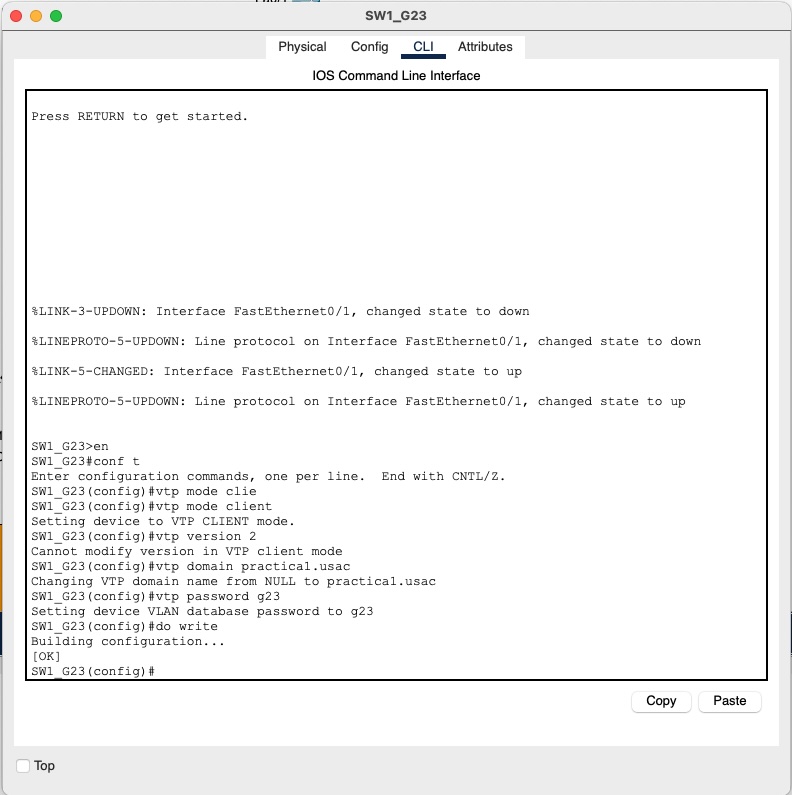 SW1_G23
Physical Config CLI Attributes
IOS Command Line Interface
Press RETURN to get started.
%LINK-3-UPDOWN: Interface FastEthernet0/1, changed state to down
%LINEPROTO-5-UPDOWN: Line protocol on Interface FastEthernet0/1, changed state to down
%LINK-5-CHANGED: Interface FastEthernet0/1, changed state to up
%LINEPROTO-5-UPDOWN: Line protocol on Interface FastEthernet0/1, changed state to up
SW1_G23>en
SW1_G23#conf t
Enter configuration commands, one per line.  End with CNTL/Z.
SW1_G23(config)#vtp mode clie
SW1_G23(config)#vtp mode client
Setting device to VTP CLIENT mode.
SW1_G23(config)#vtp version 2
Cannot modify version in VTP client mode
SW1_G23(config)#vtp domain practica1.usac
Changing VTP domain name from NULL to practica1.usac
SW1_G23(config)#vtp password g23
Setting device VLAN database password to g23
SW1_G23(config)#do write
Building configuration...
[OK]
SW1_G23(config)#
Copy Paste
Top